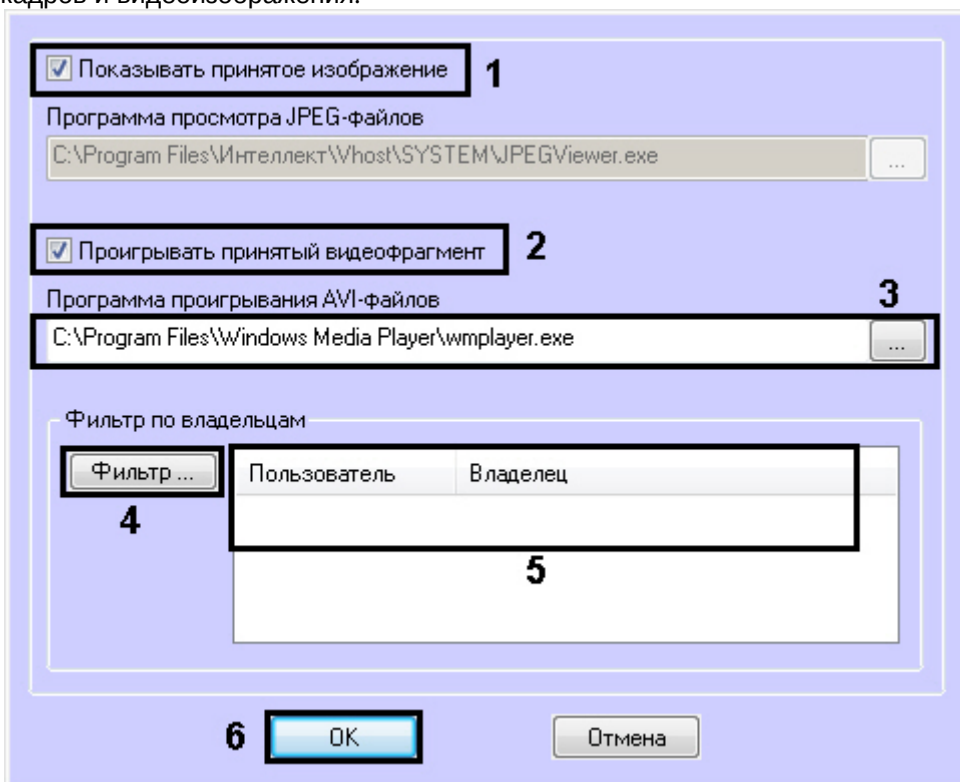 кадров и видеоизображения.
Показывать принятое изображение 1
Программа просмотра JPEG-файлов
C:\Program Files\Интеллект\Vhost\SYSTEM\JPEGViewer.exe ...
Проигрывать принятый видеофрагмент 2
Программа проигрывания AVI-файлов 3
C:\Program Files\Windows Media Player\wmplayer.exe ...
Фильтр по владельцам
Фильтр ... Пользователь Владелец
4
5
6 OK Отмена